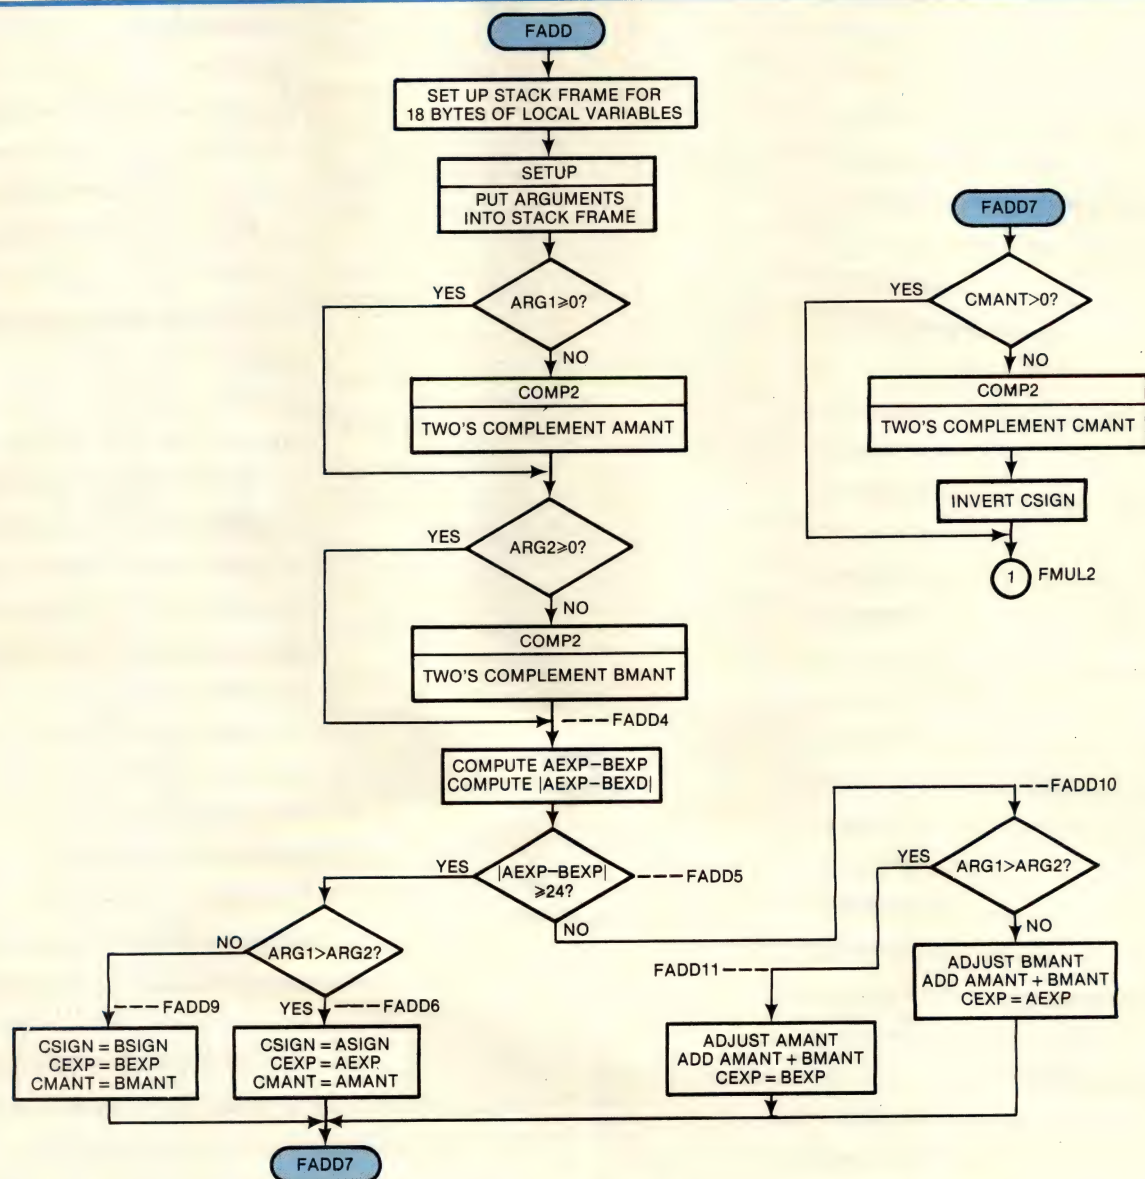 FADD
SET UP STACK FRAME FOR
18 BYTES OF LOCAL VARIABLES
SETUP
PUT ARGUMENTS
INTO STACK FRAME
YES
ARG1≥0?
NO
COMP2
TWO'S COMPLEMENT AMANT
YES
ARG2≥0?
NO
COMP2
TWO'S COMPLEMENT BMANT
FADD4
COMPUTE AEXP–BEXP
COMPUTE |AEXP–BEXD|
YES
|AEXP–BEXP|
≥24?
FADD5
NO
NO
ARG1>ARG2?
YES
FADD9
FADD6
CSIGN = BSIGN
CEXP = BEXP
CMANT = BMANT
CSIGN = ASIGN
CEXP = AEXP
CMANT = AMANT
FADD10
YES
ARG1>ARG2?
NO
FADD11
ADJUST AMANT
ADD AMANT + BMANT
CEXP = BEXP
ADJUST BMANT
ADD AMANT + BMANT
CEXP = AEXP
FADD7
FADD7
YES
CMANT>0?
NO
COMP2
TWO'S COMPLEMENT CMANT
INVERT CSIGN
1 FMUL2